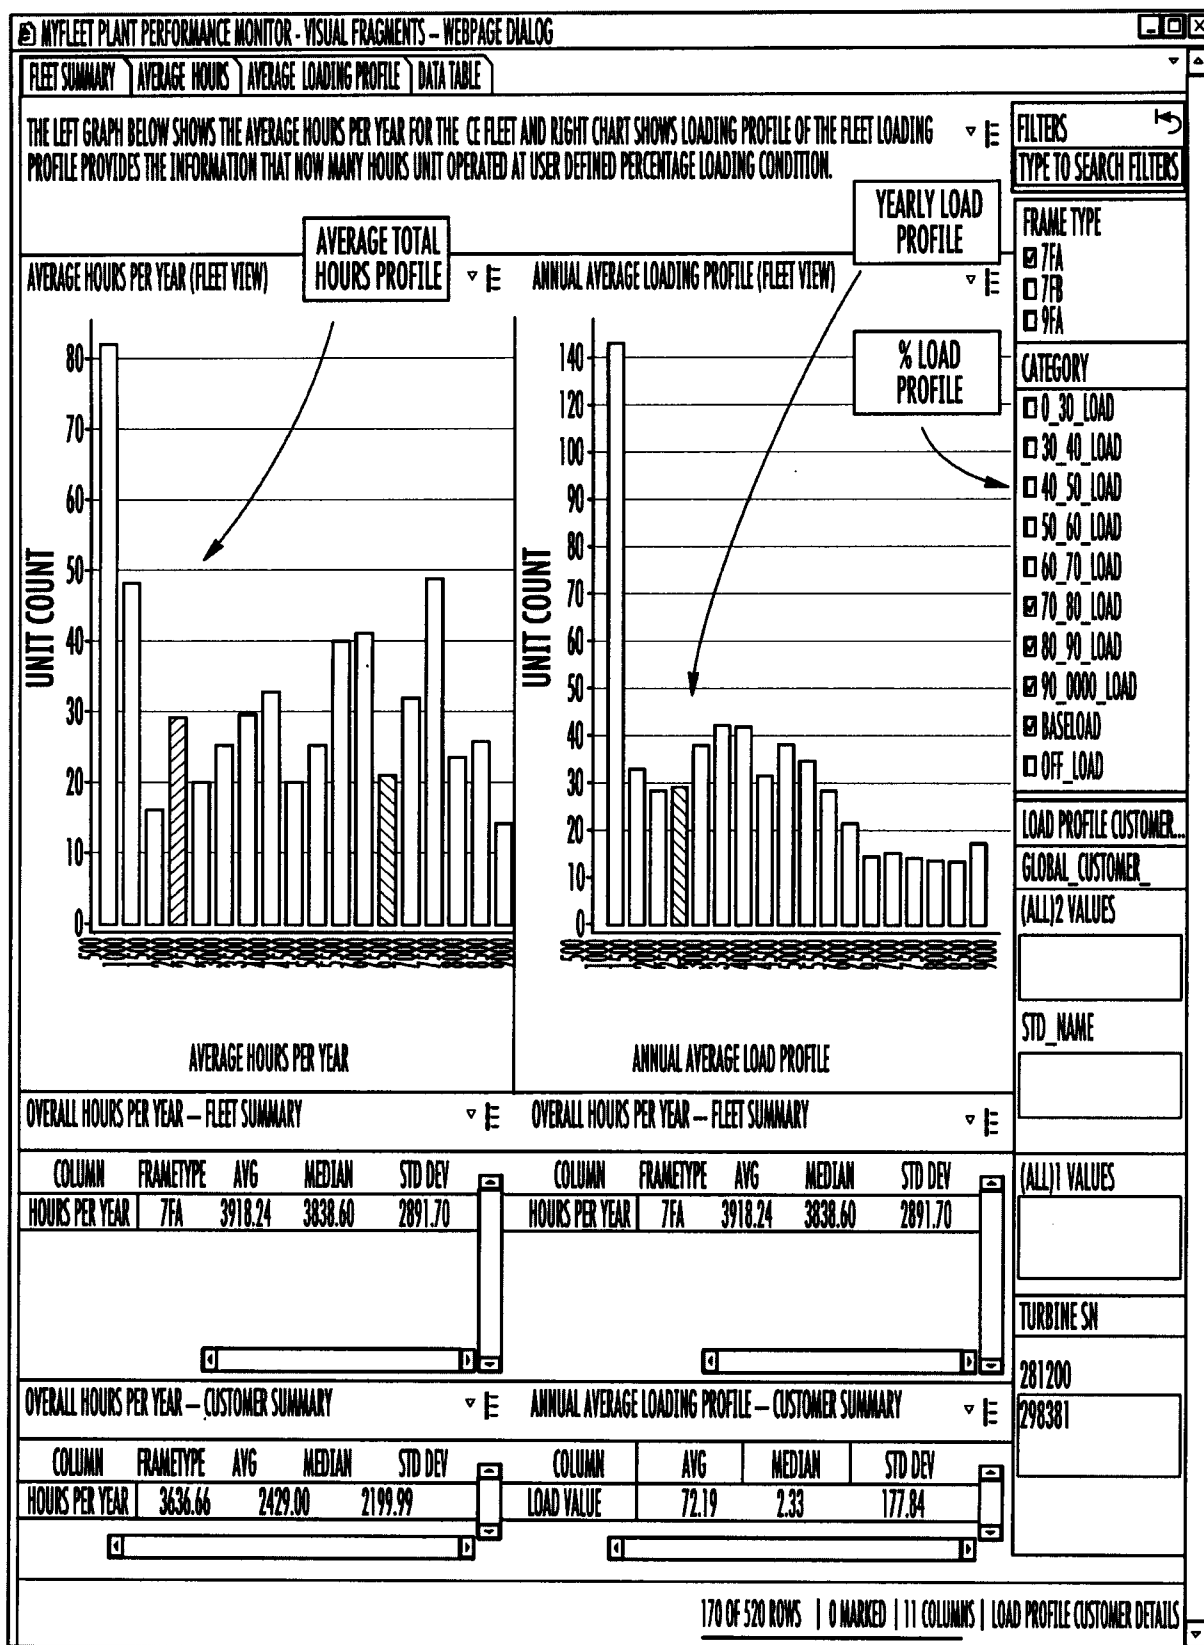 MYFLEET PLANT PERFORMANCE MONITOR - VISUAL FRAGMENTS – WEBPAGE DIALOG
FLEET SUMMARY AVERAGE HOURS AVERAGE LOADING PROFILE DATA TABLE
THE LEFT GRAPH BELOW SHOWS THE AVERAGE HOURS PER YEAR FOR THE CE FLEET AND RIGHT CHART SHOWS LOADING PROFILE OF THE FLEET LOADING
PROFILE PROVIDES THE INFORMATION THAT NOW MANY HOURS UNIT OPERATED AT USER DEFINED PERCENTAGE LOADING CONDITION.
AVERAGE HOURS PER YEAR (FLEET VIEW)
AVERAGE TOTAL
HOURS PROFILE
80
70
60
50
40
30
20
10
0
UNIT COUNT
AVERAGE HOURS PER YEAR
ANNUAL AVERAGE LOADING PROFILE (FLEET VIEW)
YEARLY LOAD
PROFILE
% LOAD
PROFILE
140
120
100
90
80
70
60
50
40
30
20
10
0
UNIT COUNT
ANNUAL AVERAGE LOAD PROFILE
OVERALL HOURS PER YEAR – FLEET SUMMARY
COLUMN FRAMETYPE AVG MEDIAN STD DEV
HOURS PER YEAR 7FA 3918.24 3838.60 2891.70
OVERALL HOURS PER YEAR -- FLEET SUMMARY
COLUMN FRAMETYPE AVG MEDIAN STD DEV
HOURS PER YEAR 7FA 3918.24 3838.60 2891.70
OVERALL HOURS PER YEAR – CUSTOMER SUMMARY
COLUMN FRAMETYPE AVG MEDIAN STD DEV
HOURS PER YEAR 3636.66 2429.00 2199.99
ANNUAL AVERAGE LOADING PROFILE – CUSTOMER SUMMARY
COLUMN AVG MEDIAN STD DEV
LOAD VALUE 72.19 2.33 177.84
FILTERS
TYPE TO SEARCH FILTERS
FRAME TYPE
7FA
7FB
9FA
CATEGORY
0_30_LOAD
30_40_LOAD
40_50_LOAD
50_60_LOAD
60_70_LOAD
70_80_LOAD
80_90_LOAD
90_0000_LOAD
BASELOAD
OFF_LOAD
LOAD PROFILE CUSTOMER...
GLOBAL_CUSTOMER_
(ALL)2 VALUES
STD_NAME
(ALL)1 VALUES
TURBINE SN
281200
298381
170 OF 520 ROWS | 0 MARKED | 11 COLUMNS | LOAD PROFILE CUSTOMER DETAILS